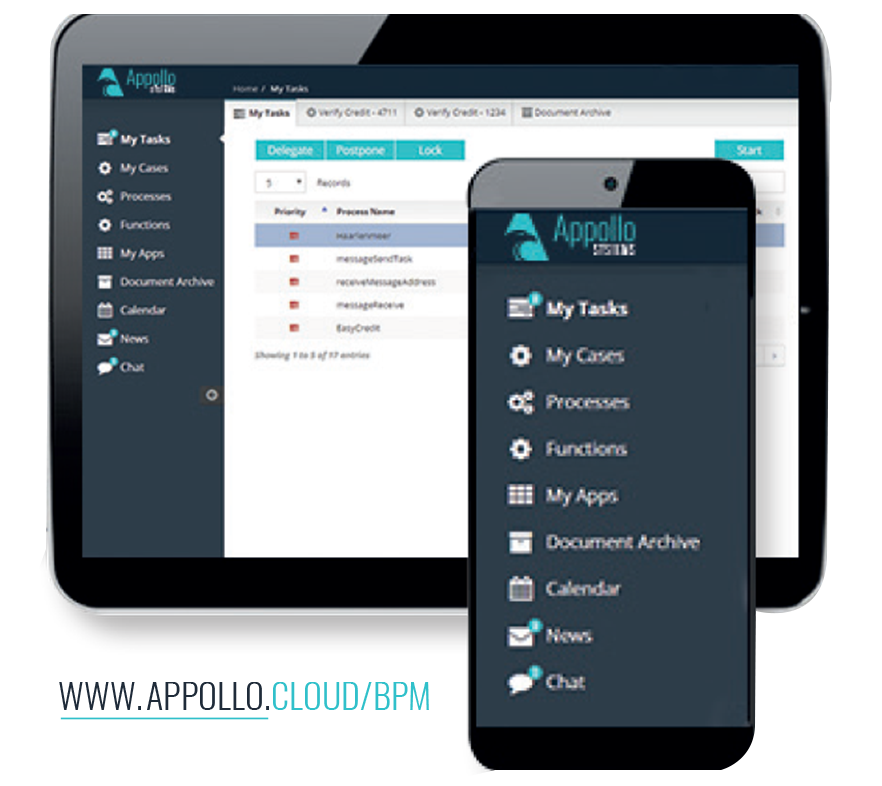 Appollo
SYSTEMS
Home / My Tasks
My Tasks
Verify Credit - 4711
Verify Credit - 1234
Document Archive
My Tasks
My Cases
Processes
Functions
My Apps
Document Archive
Calendar
News
Chat
Delegate Postpone Lock Start
5 Records
Priority Process Name
Haarlemmeer
messageSendTask
receiveMessageAddress
messageReceive
EasyCredit
Showing 1 to 5 of 17 entries
Appollo
SYSTEMS
My Tasks
My Cases
Processes
Functions
My Apps
Document Archive
Calendar
News
Chat
WWW.APPOLLO.CLOUD/BPM